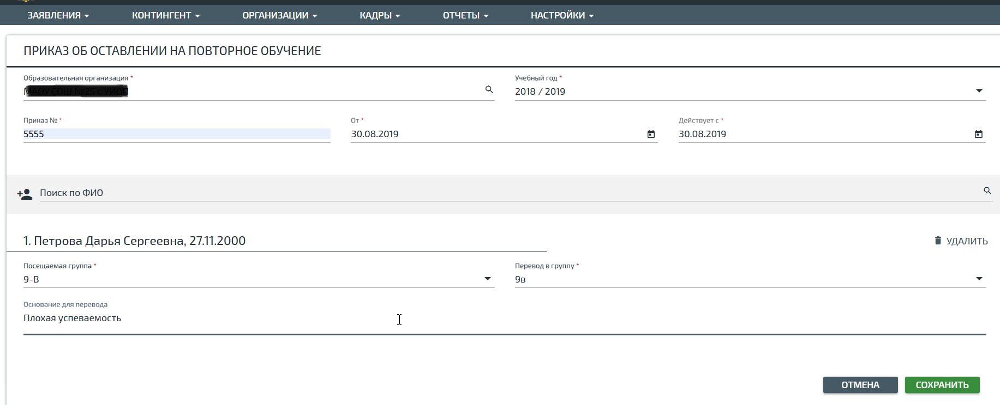 ЗАЯВЛЕНИЯ КОНТИНГЕНТ ОРГАНИЗАЦИИ КАДРЫ ОТЧЕТЫ НАСТРОЙКИ
ПРИКАЗ ОБ ОСТАВЛЕНИИ НА ПОВТОРНОЕ ОБУЧЕНИЕ
Образовательная организация * Учебный год *
2018 / 2019
Приказ № * От * Действует с *
5555 30.08.2019 30.08.2019
Поиск по ФИО
1. Петрова Дарья Сергеевна, 27.11.2000 УДАЛИТЬ
Посещаемая группа * Перевод в группу *
9-В 9в
Основание для перевода
Плохая успеваемость
ОТМЕНА СОХРАНИТЬ